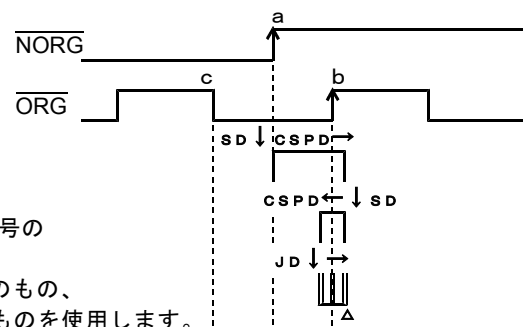 a
NORG
c b
ORG
SD ↓ CSPD →
CSPD ← ↓ SD
号の
JD ↓ →
のもの、
ものを使用します。 △